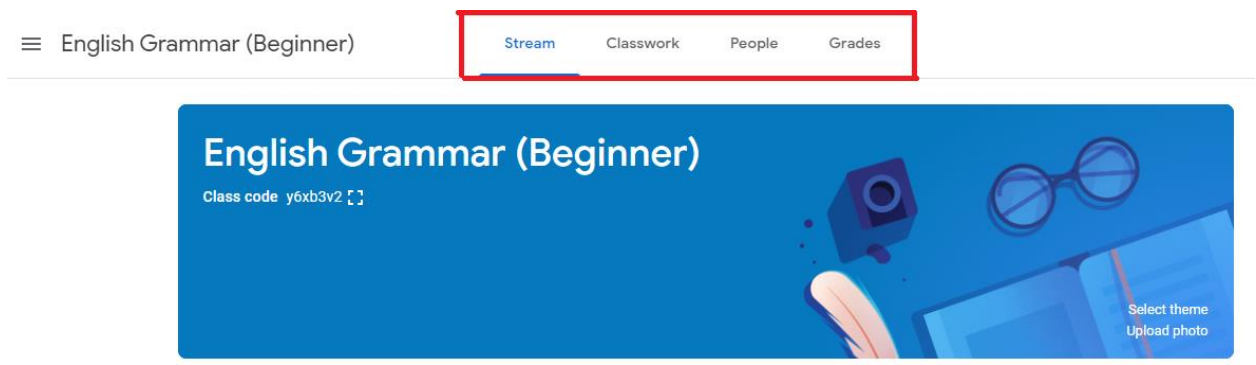 English Grammar (Beginner) Stream Classwork People Grades
English Grammar (Beginner)
Class code y6xb3v2
Select theme
Upload photo